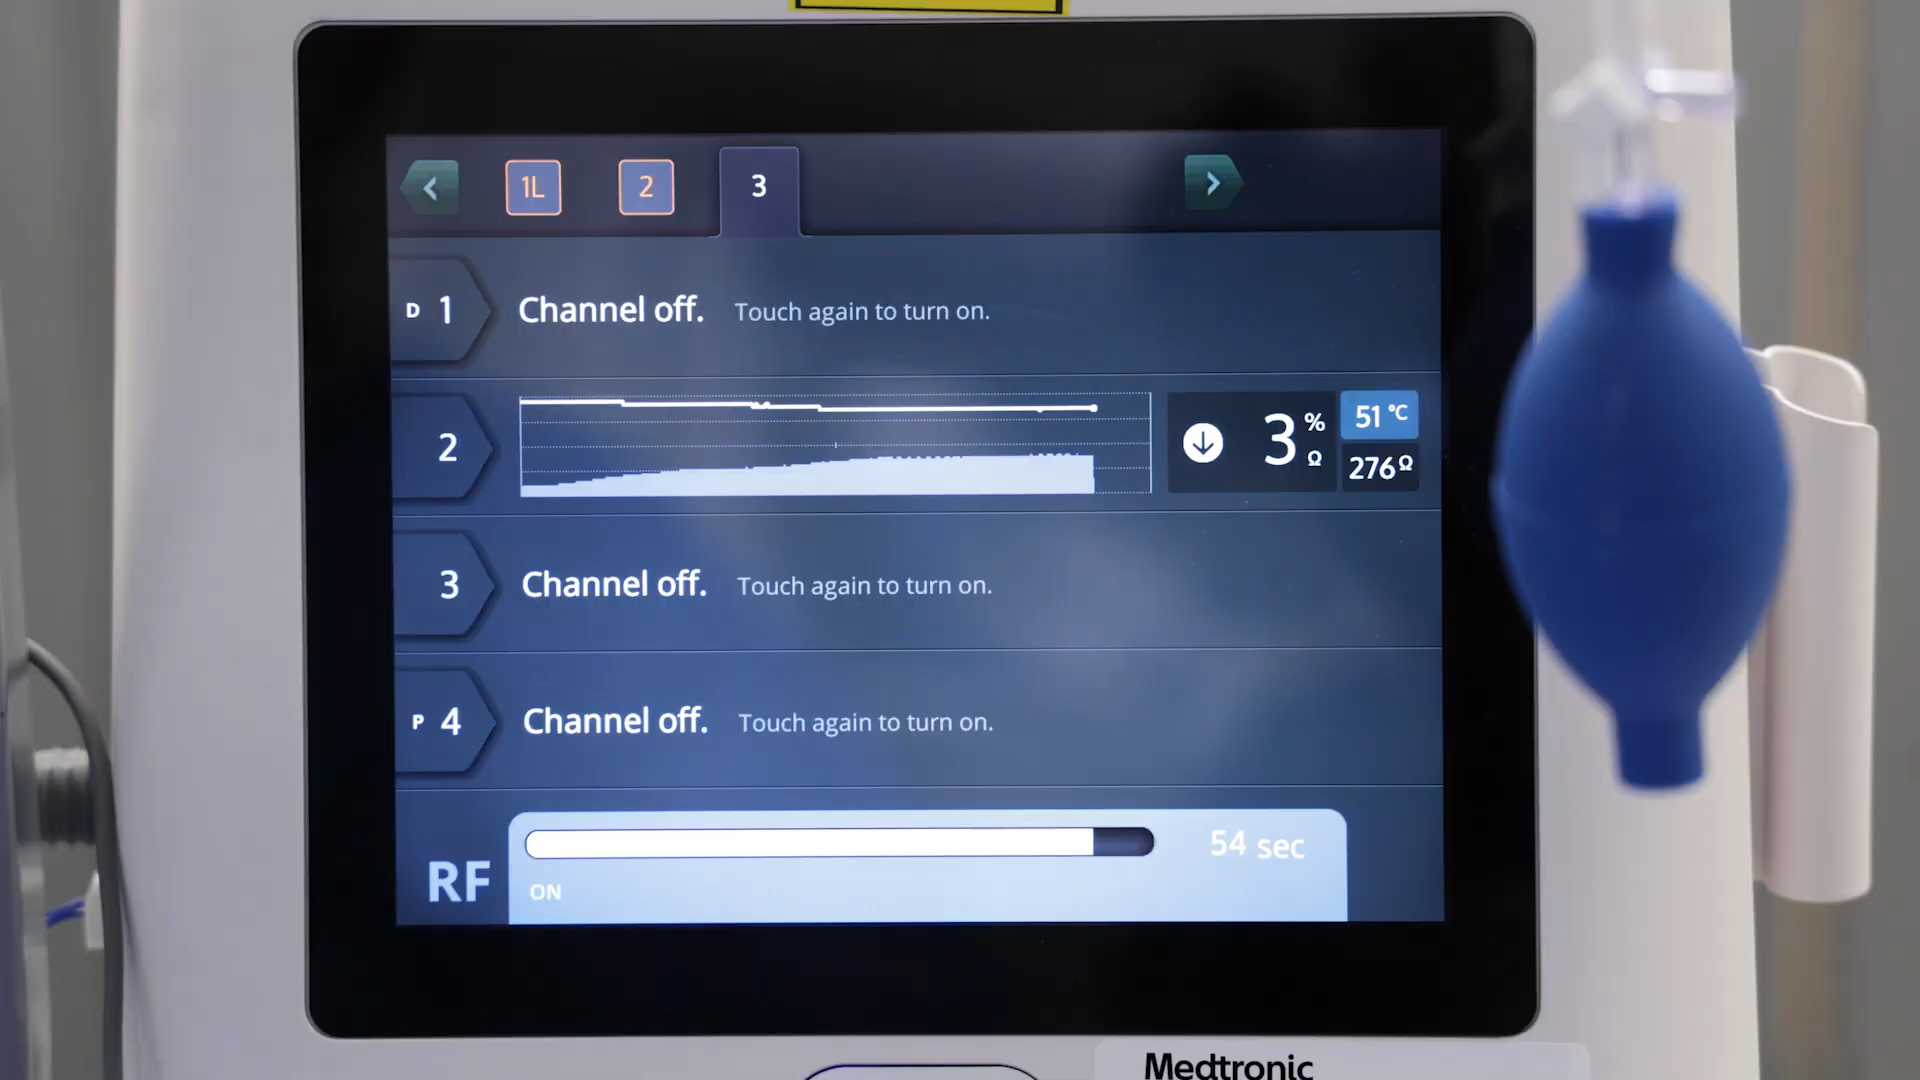 1L 2 3
D 1 Channel off. Touch again to turn on.
2 3 % Ω 51 °C 276 Ω
3 Channel off. Touch again to turn on.
P 4 Channel off. Touch again to turn on.
RF ON 54 sec
Medtronic